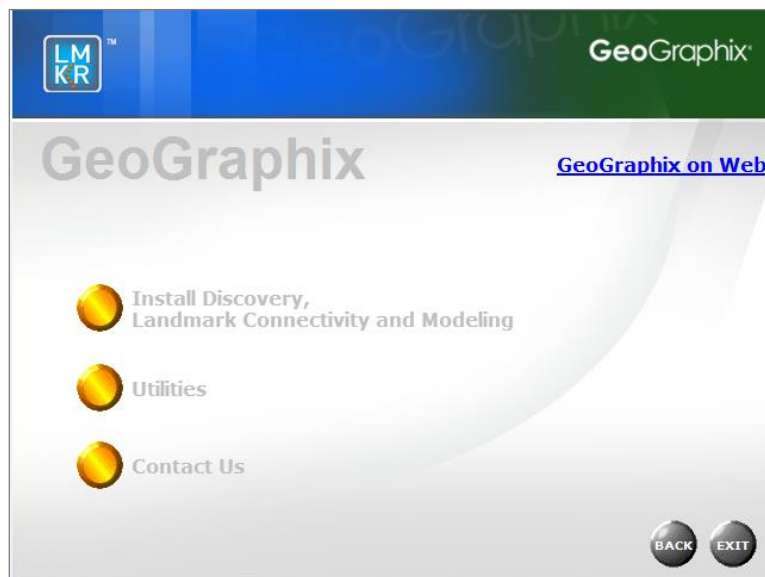 LM
KR
™
GeoGraphix
GeoGraphix
GeoGraphix
GeoGraphix on Web
Install Discovery,
Landmark Connectivity and Modeling
Utilities
Contact Us
BACK
EXIT